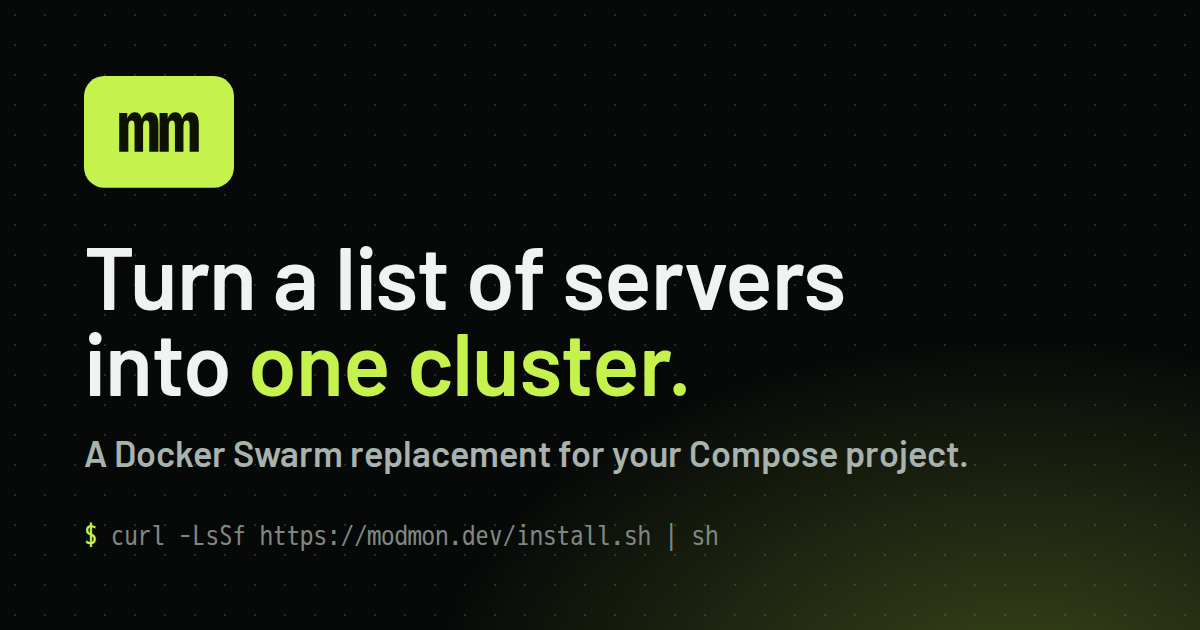 mm
Turn a list of servers
into one cluster.
A Docker Swarm replacement for your Compose project.
$ curl -LsSf https://modmon.dev/install.sh | sh